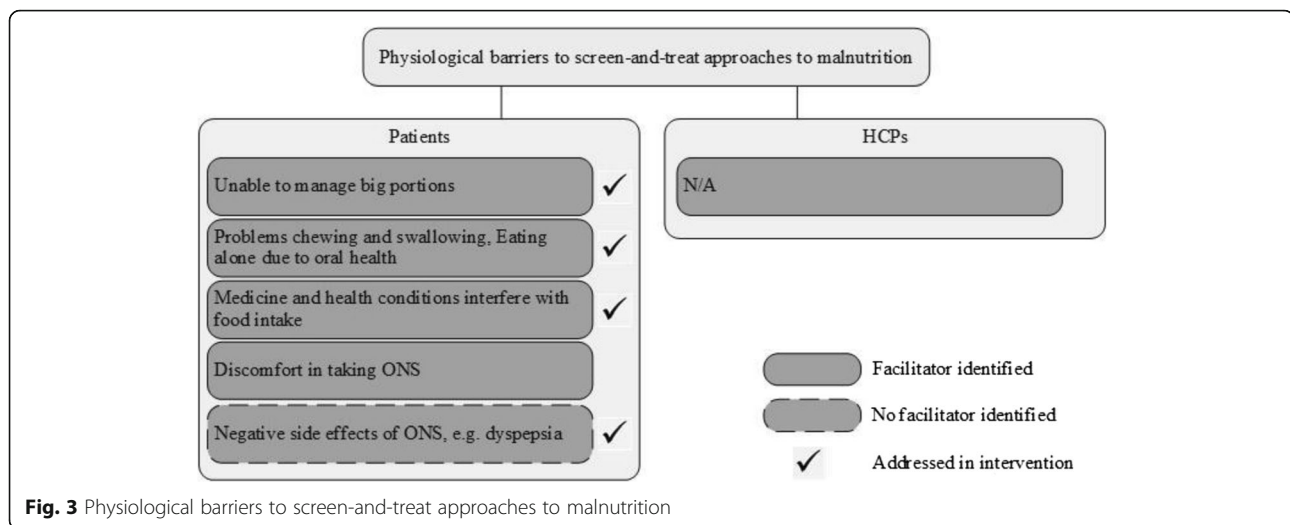 Physiological barriers to screen-and-treat approaches to malnutrition
Patients
Unable to manage big portions
✓
Problems chewing and swallowing, Eating
alone due to oral health
✓
Medicine and health conditions interfere with
food intake
✓
Discomfort in taking ONS
Negative side effects of ONS, e.g. dyspepsia
✓
HCPs
N/A
Facilitator identified
No facilitator identified
✓ Addressed in intervention
Fig. 3 Physiological barriers to screen-and-treat approaches to malnutrition